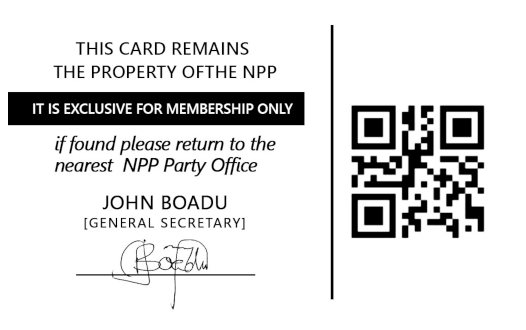 THIS CARD REMAINS
THE PROPERTY OFTHE NPP
IT IS EXCLUSIVE FOR MEMBERSHIP ONLY
if found please return to the
nearest NPP Party Office
JOHN BOADU
[GENERAL SECRETARY]
Boadu